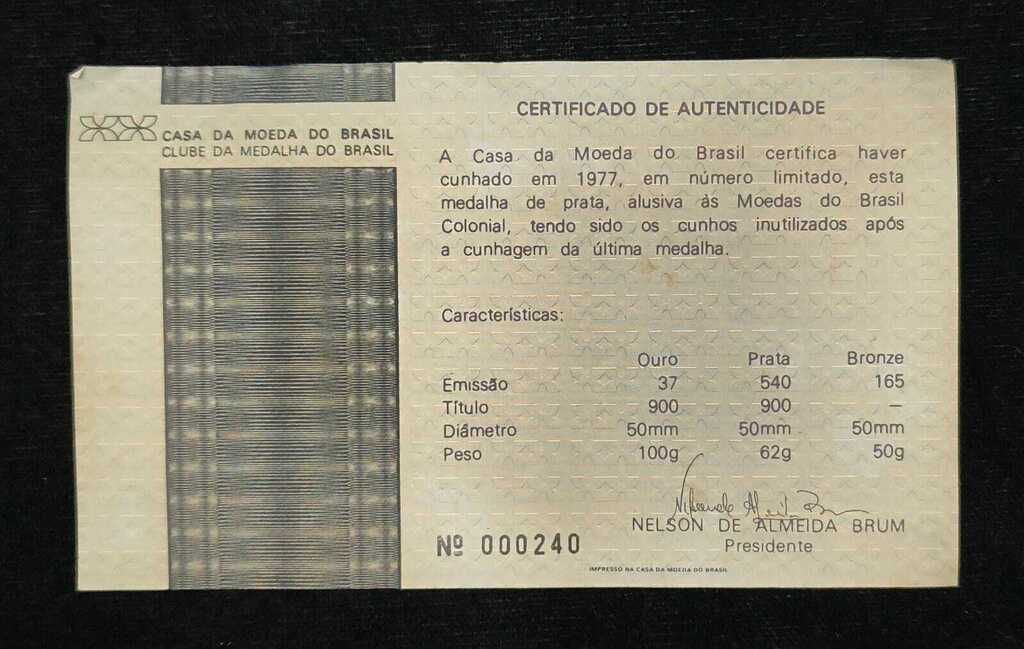 CASA DA MOEDA DO BRASIL
CLUBE DA MEDALHA DO BRASIL
CERTIFICADO DE AUTENTICIDADE
A Casa da Moeda do Brasil certifica haver
cunhado em 1977, em número limitado, esta
medalha de prata, alusiva às Moedas do Brasil
Colonial, tendo sido os cunhos inutilizados após
a cunhagem da última medalha.
Características:
Ouro Prata Bronze
Emissão 37 540 165
Título 900 900 –
Diâmetro 50mm 50mm 50mm
Peso 100g 62g 50g
NELSON DE ALMEIDA BRUM
Presidente
Nº 000240
IMPRESSO NA CASA DA MOEDA DO BRASIL